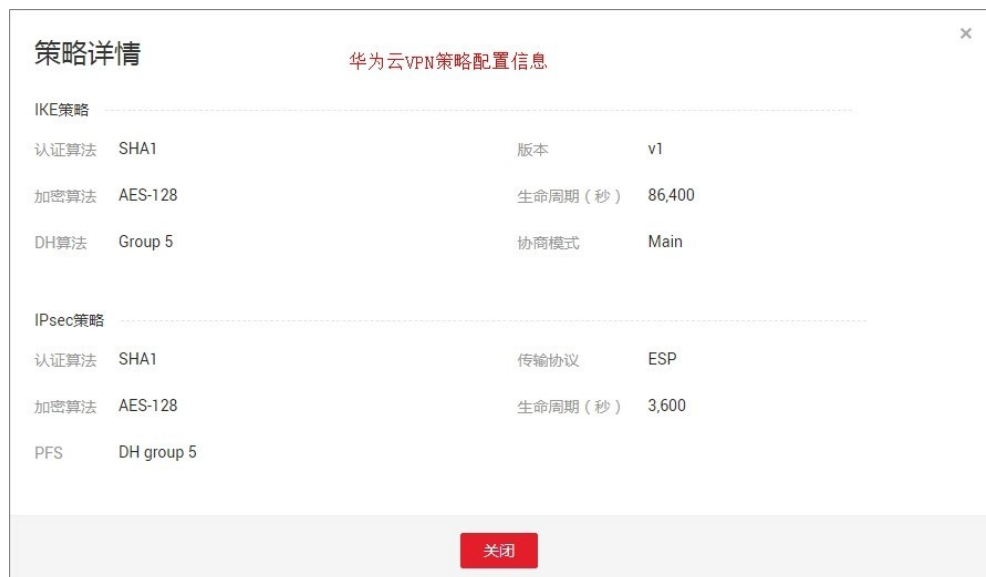 ×
策略详情
华为云VPN策略配置信息
IKE策略
认证算法 SHA1 版本 v1
加密算法 AES-128 生命周期（秒） 86,400
DH算法 Group 5 协商模式 Main
IPsec策略
认证算法 SHA1 传输协议 ESP
加密算法 AES-128 生命周期（秒） 3,600
PFS DH group 5
关闭